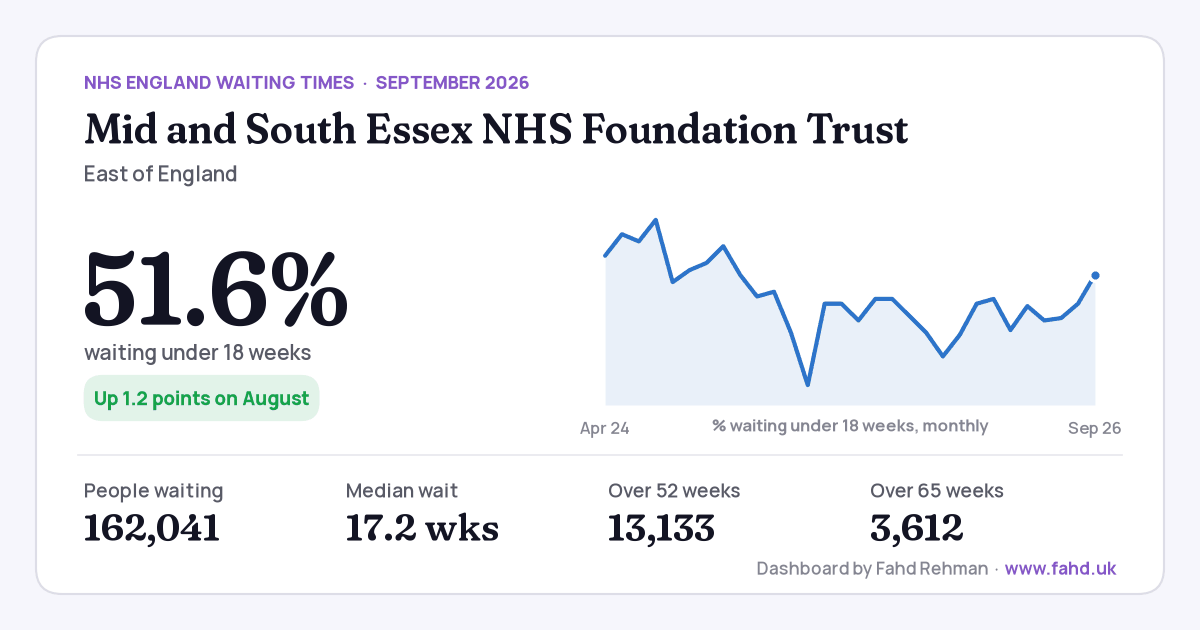 NHS ENGLAND WAITING TIMES · SEPTEMBER 2026
Mid and South Essex NHS Foundation Trust
East of England
51.6%
waiting under 18 weeks
Up 1.2 points on August
Apr 24
% waiting under 18 weeks, monthly
Sep 26
People waiting
162,041
Median wait
17.2 wks
Over 52 weeks
13,133
Over 65 weeks
3,612
Dashboard by Fahd Rehman · www.fahd.uk